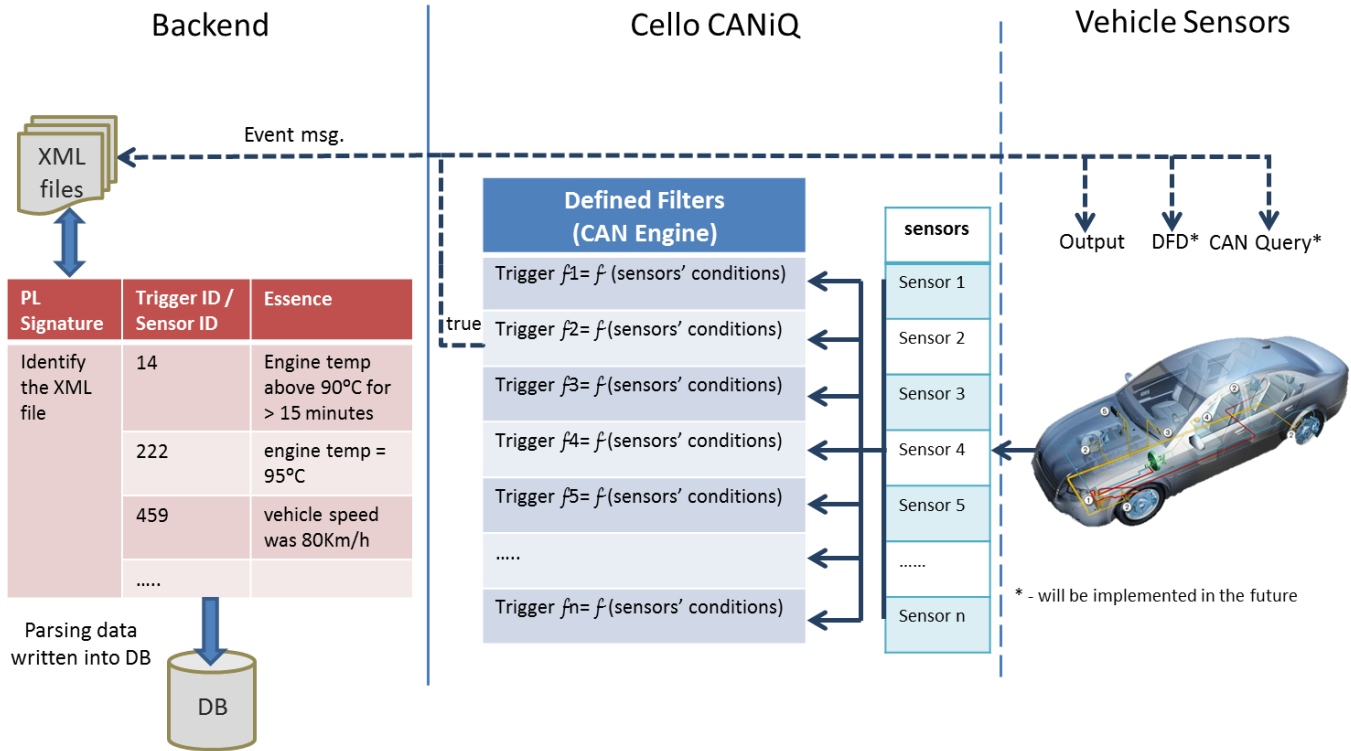 Backend
Cello CANiQ
Vehicle Sensors
Event msg.
XML
files
Output
DFD*
CAN Query*
PL
Signature
Trigger ID /
Sensor ID
Essence
Identify
the XML
file
14
Engine temp
above 90°C for
> 15 minutes
222
engine temp =
95°C
459
vehicle speed
was 80Km/h
.....
Parsing data
written into DB
DB
true
Defined Filters
(CAN Engine)
Trigger f1= f (sensors' conditions)
Trigger f2= f (sensors' conditions)
Trigger f3= f (sensors' conditions)
Trigger f4= f (sensors' conditions)
Trigger f5= f (sensors' conditions)
.....
Trigger fn= f (sensors' conditions)
sensors
Sensor 1
Sensor 2
Sensor 3
Sensor 4
Sensor 5
......
Sensor n
* - will be implemented in the future